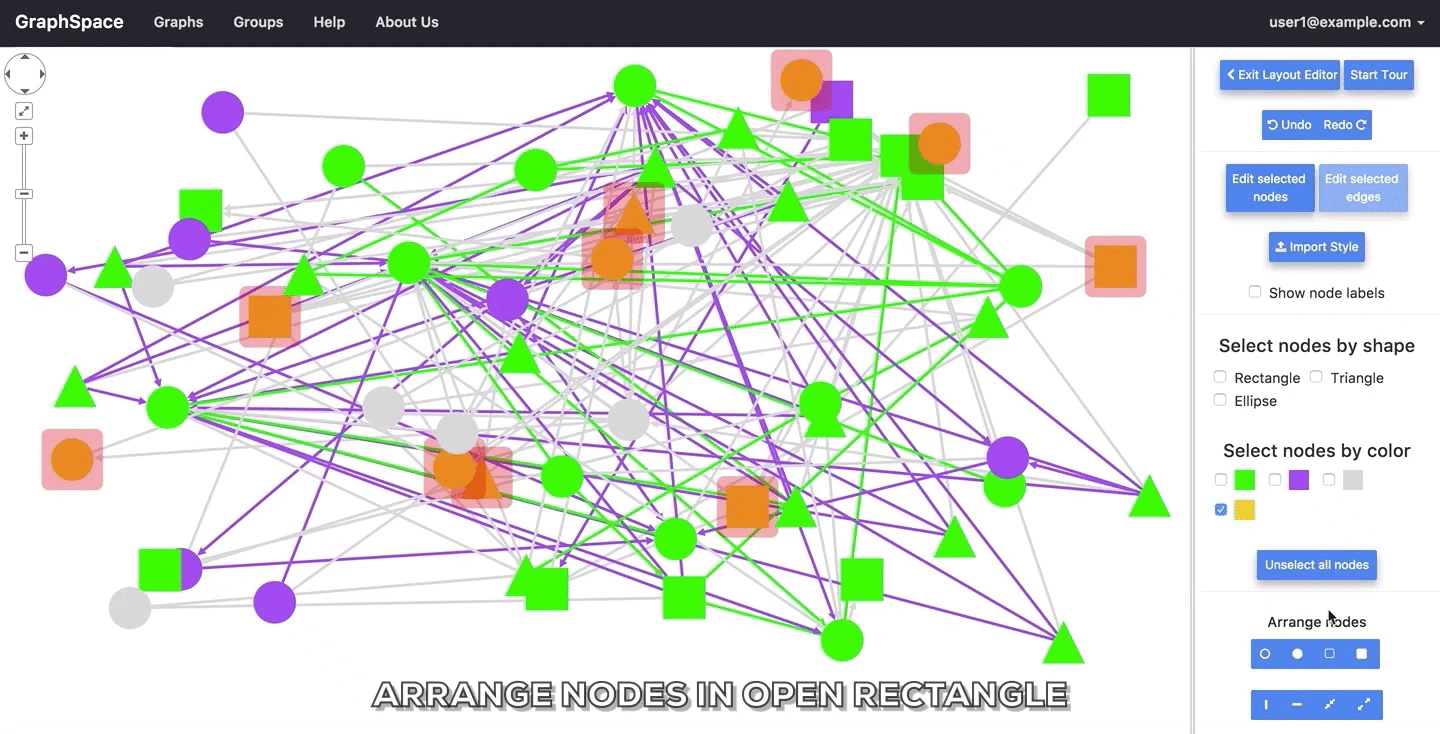 GraphSpace Graphs Groups Help About Us user1@example.com
Exit Layout Editor Start Tour
Undo Redo
Edit selected nodes Edit selected edges
Import Style
Show node labels
Select nodes by shape
Rectangle Triangle
Ellipse
Select nodes by color
Unselect all nodes
Arrange nodes
ARRANGE NODES IN OPEN RECTANGLE